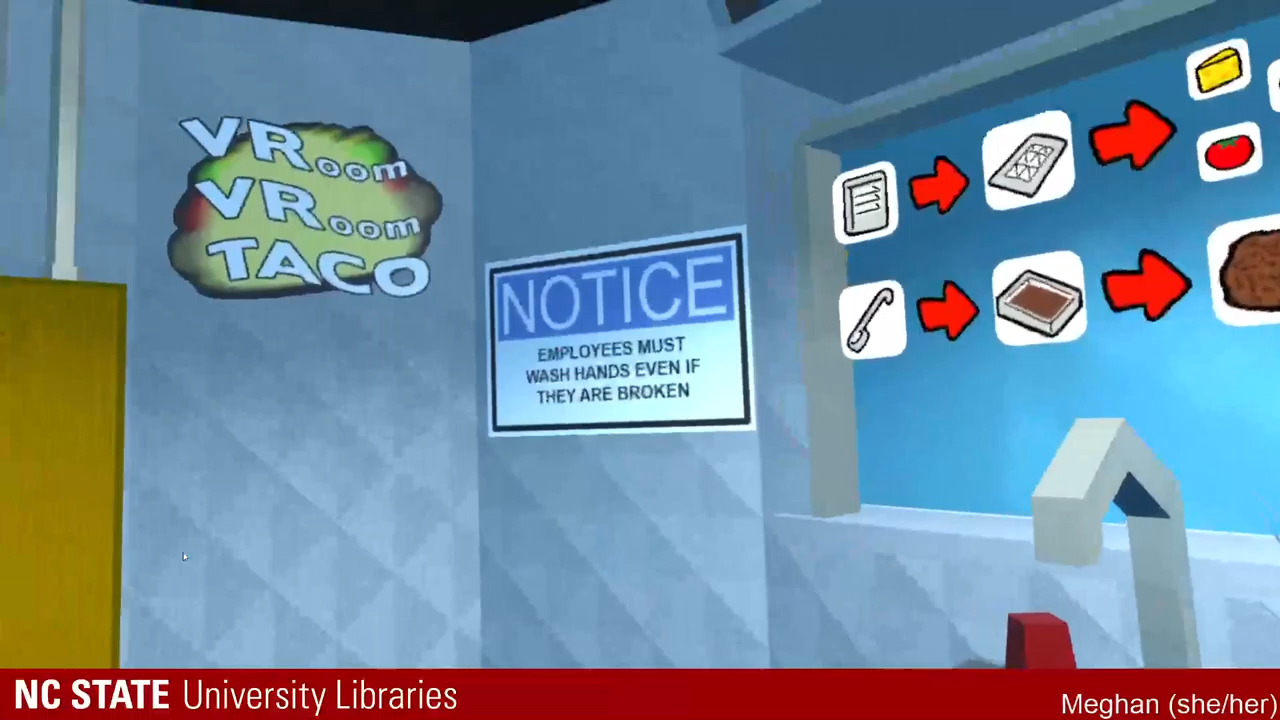 VRoom
VRoom
TACO
NOTICE
EMPLOYEES MUST
WASH HANDS EVEN IF
THEY ARE BROKEN
NC STATE University Libraries
Meghan (she/her)